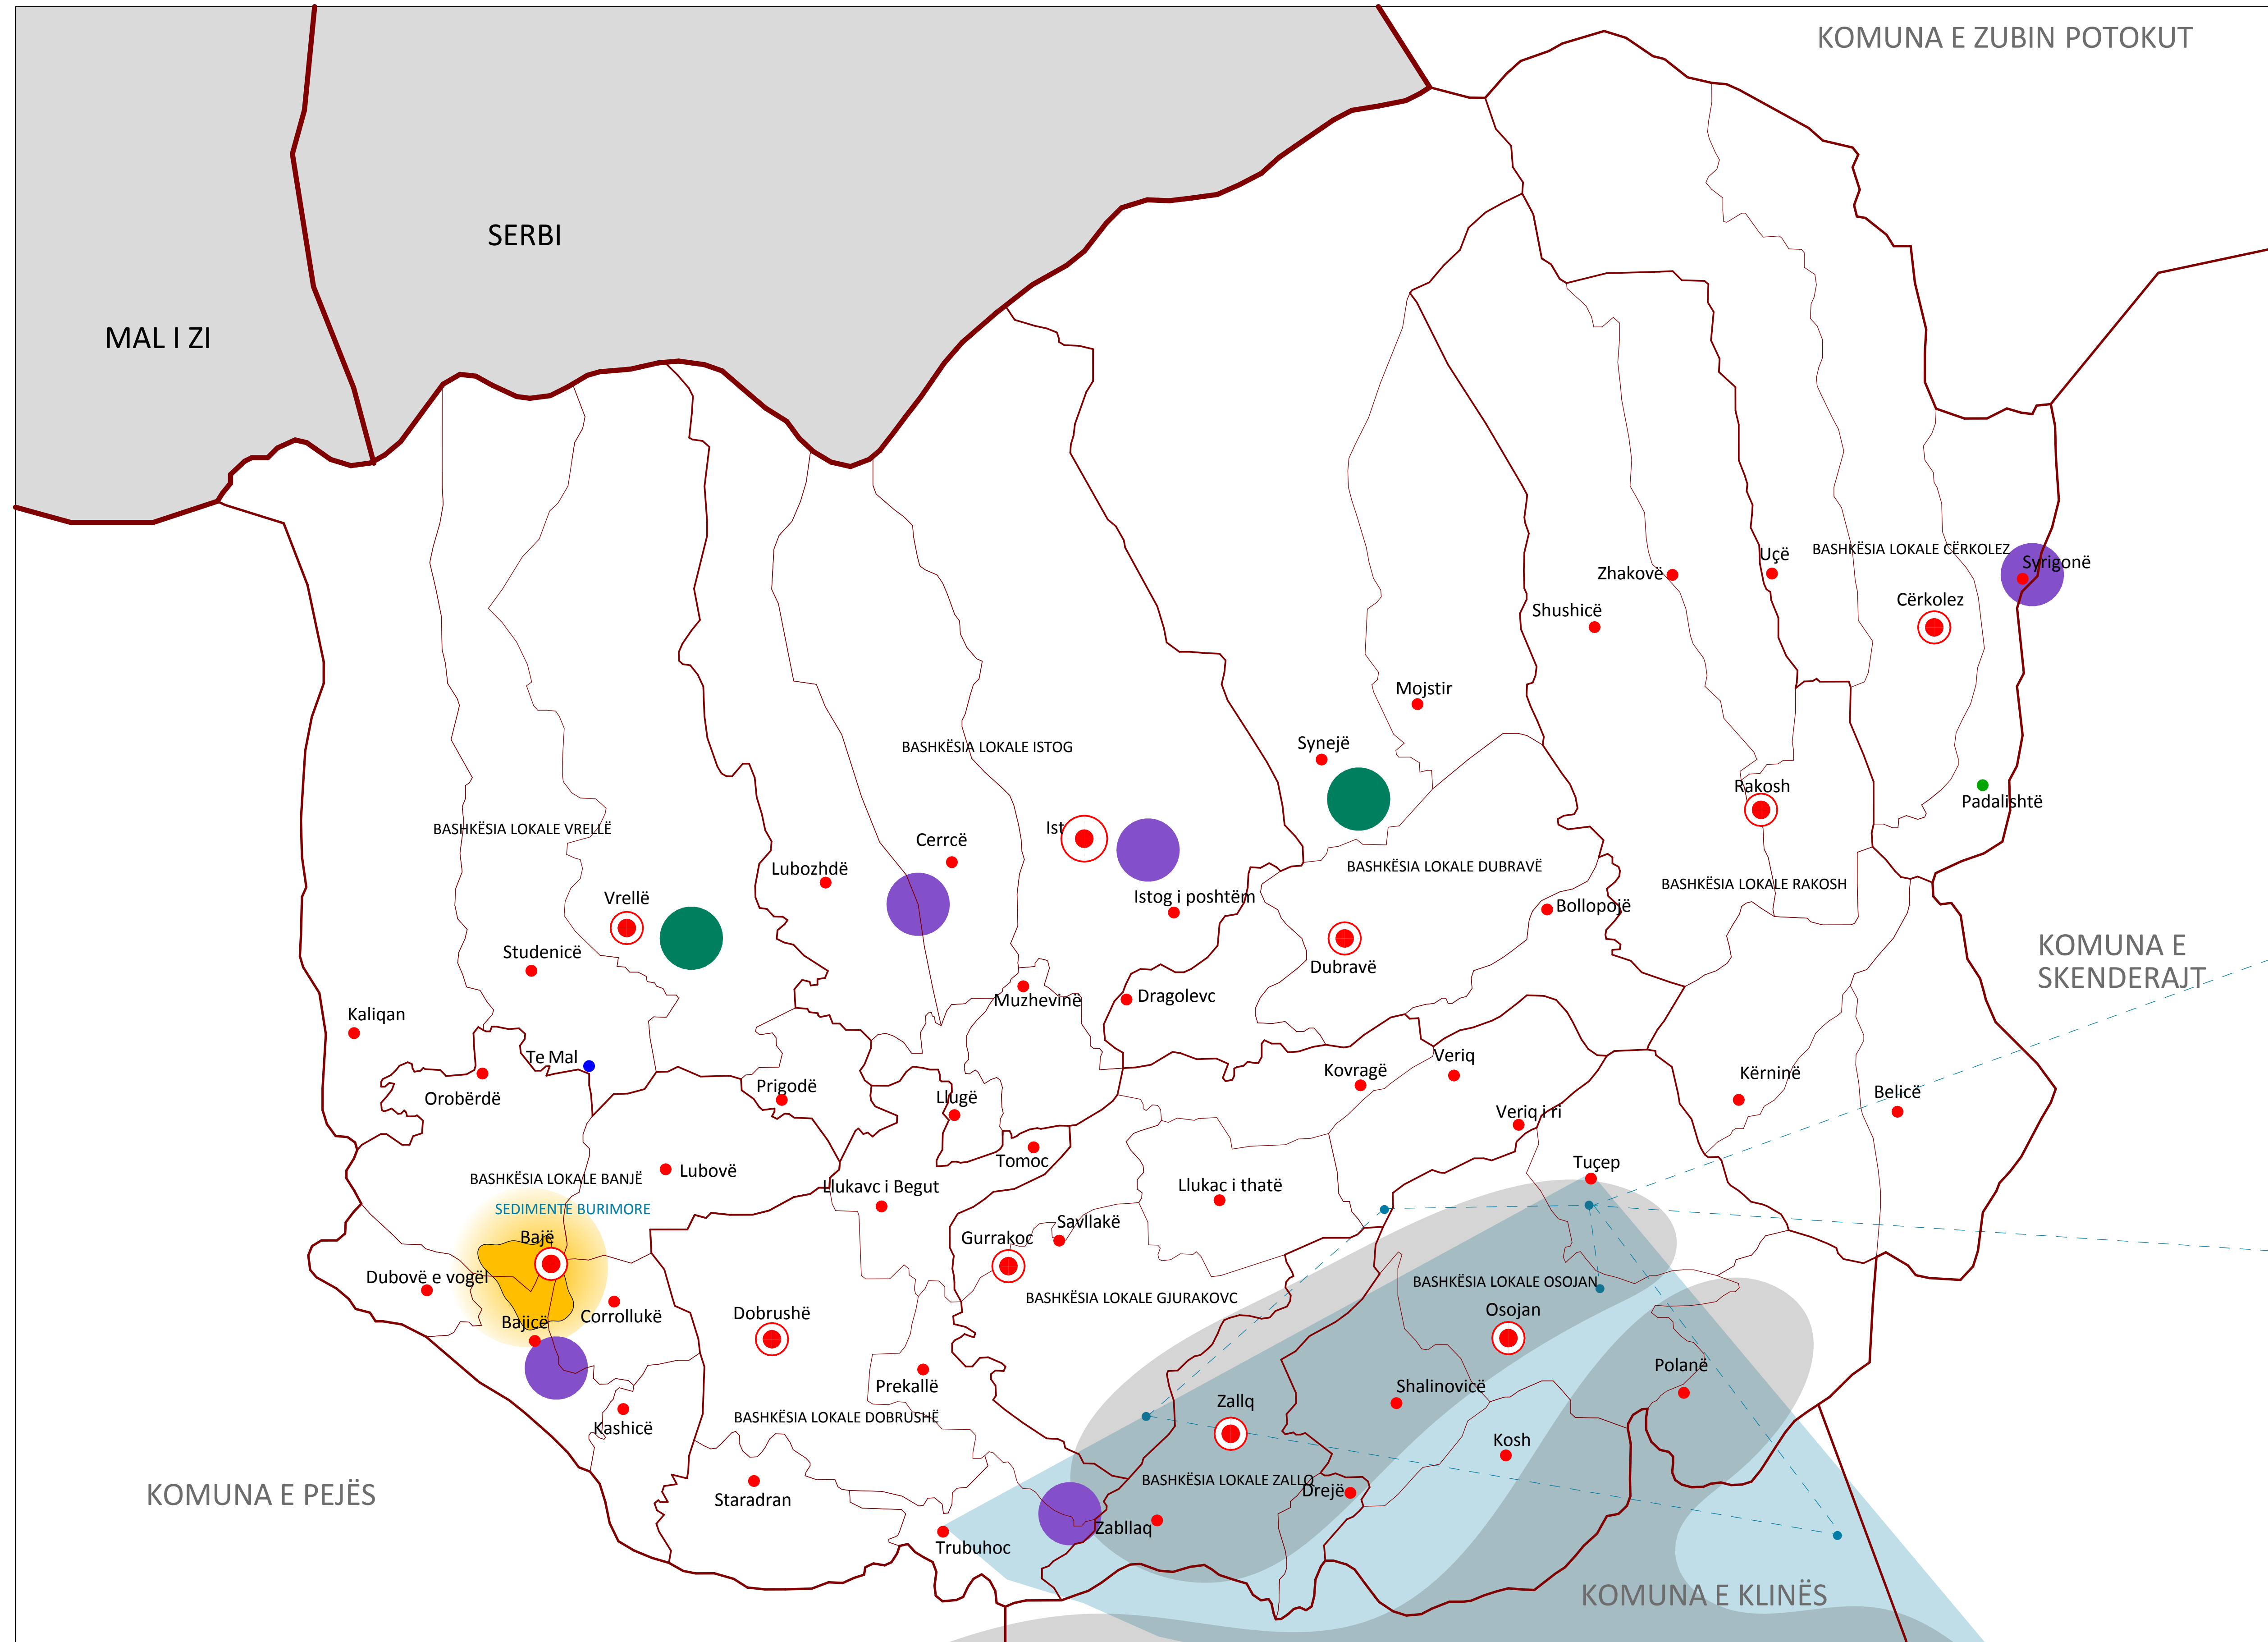 KOMUNA E ZUBIN POTOKUT
SERBI
MAL I ZI
BASHKËSIA LOKALE CËRKOLEZ
Uçë
Syrigonë
Zhakovë
Cërkolez
Shushicë
Mojstir
Synejë
BASHKËSIA LOKALE ISTOG
Rakosh
Padalishtë
BASHKËSIA LOKALE VRELLË
Ist
Cerrcë
Lubozhdë
BASHKËSIA LOKALE DUBRAVË
BASHKËSIA LOKALE RAKOSH
Vrellë
Istog i poshtëm
Bollopojë
Studenicë
Dubravë
KOMUNA E
SKENDERAJT
Muzhevinë
Dragolevc
Kaliqan
Te Mal
Veriq
Kovragë
Kërninë
Prigodë
Orobërdë
Llugë
Belicë
Veriq i ri
Tomoc
Tuçep
BASHKËSIA LOKALE BANJË
Lubovë
Llukavc i Begut
Llukac i thatë
SEDIMENTE BURIMORE
Savllakë
Bajë
Gurrakoc
Dubovë e vogël
BASHKËSIA LOKALE OSOJAN
BASHKËSIA LOKALE GJURAKOVC
Osojan
Corrollukë
Dobrushë
Bajicë
Polanë
Prekallë
Shalinovicë
Zallq
BASHKËSIA LOKALE DOBRUSHË
Kashicë
Kosh
BASHKËSIA LOKALE ZALLQ
Drejë
KOMUNA E PEJËS
Staradran
Zabllaq
Trubuhoc
KOMUNA E KLINËS